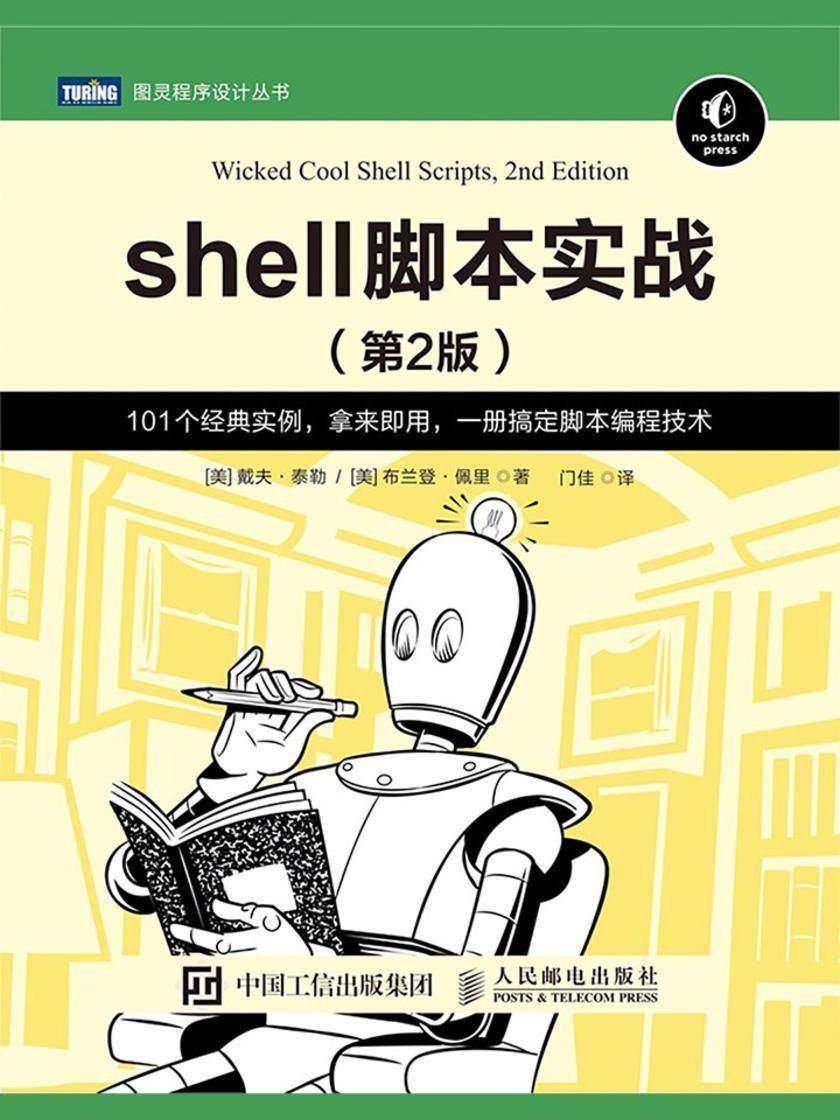 TURING 图灵程序设计丛书
no starch
press
Wicked Cool Shell Scripts, 2nd Edition
shell脚本实战
(第2版)
101个经典实例,拿来即用,一册搞定脚本编程技术
[美] 戴夫·泰勒 / [美] 布兰登·佩里 ◎ 著 门佳 ◎ 译
中国工信出版集团 人民邮电出版社
POSTS & TELECOM PRESS